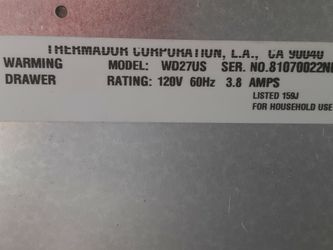 THERMADOR CORPORATION, L.A., CA 90040
WARMING MODEL: WD27US SER. NO.81070022
DRAWER RATING: 120V 60Hz 3.8 AMPS
LISTED 159J
FOR HOUSEHOLD USE